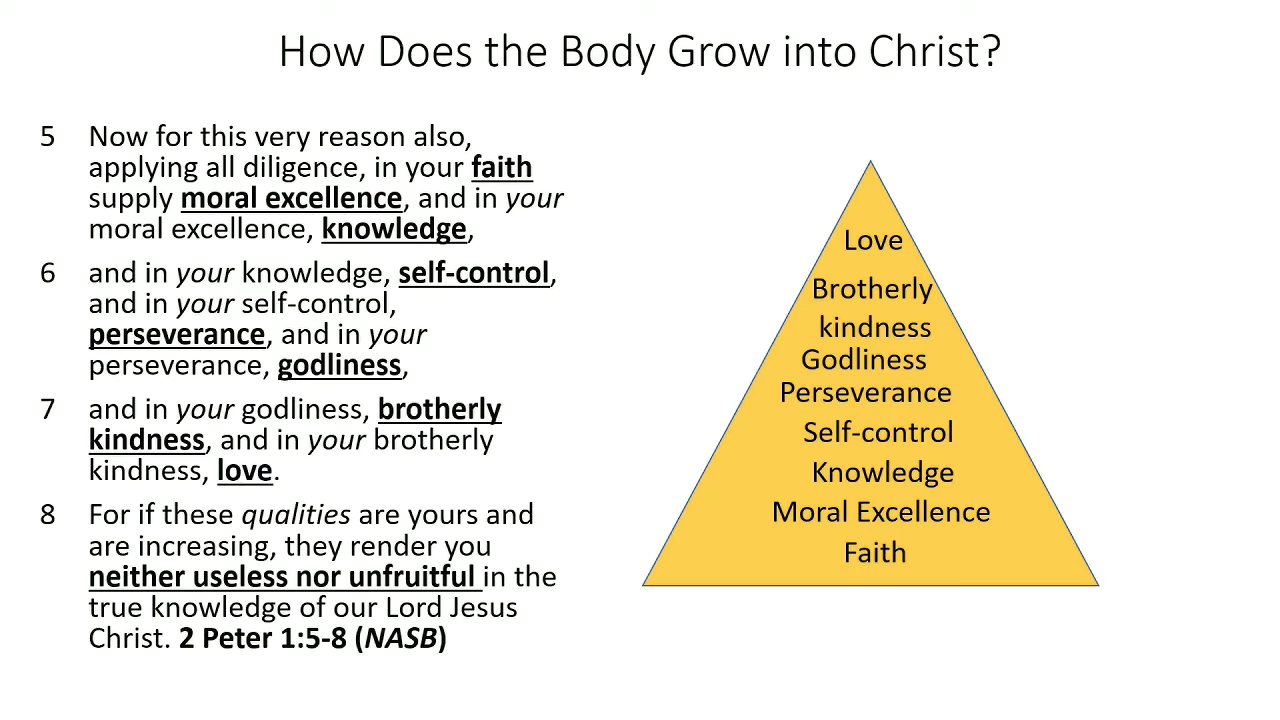 How Does the Body Grow into Christ?
5 Now for this very reason also,
applying all diligence, in your faith
supply moral excellence, and in your
moral excellence, knowledge,
6 and in your knowledge, self-control,
and in your self-control,
perseverance, and in your
perseverance, godliness,
7 and in your godliness, brotherly
kindness, and in your brotherly
kindness, love.
8 For if these qualities are yours and
are increasing, they render you
neither useless nor unfruitful in the
true knowledge of our Lord Jesus
Christ. 2 Peter 1:5-8 (NASB)
Love
Brotherly
kindness
Godliness
Perseverance
Self-control
Knowledge
Moral Excellence
Faith